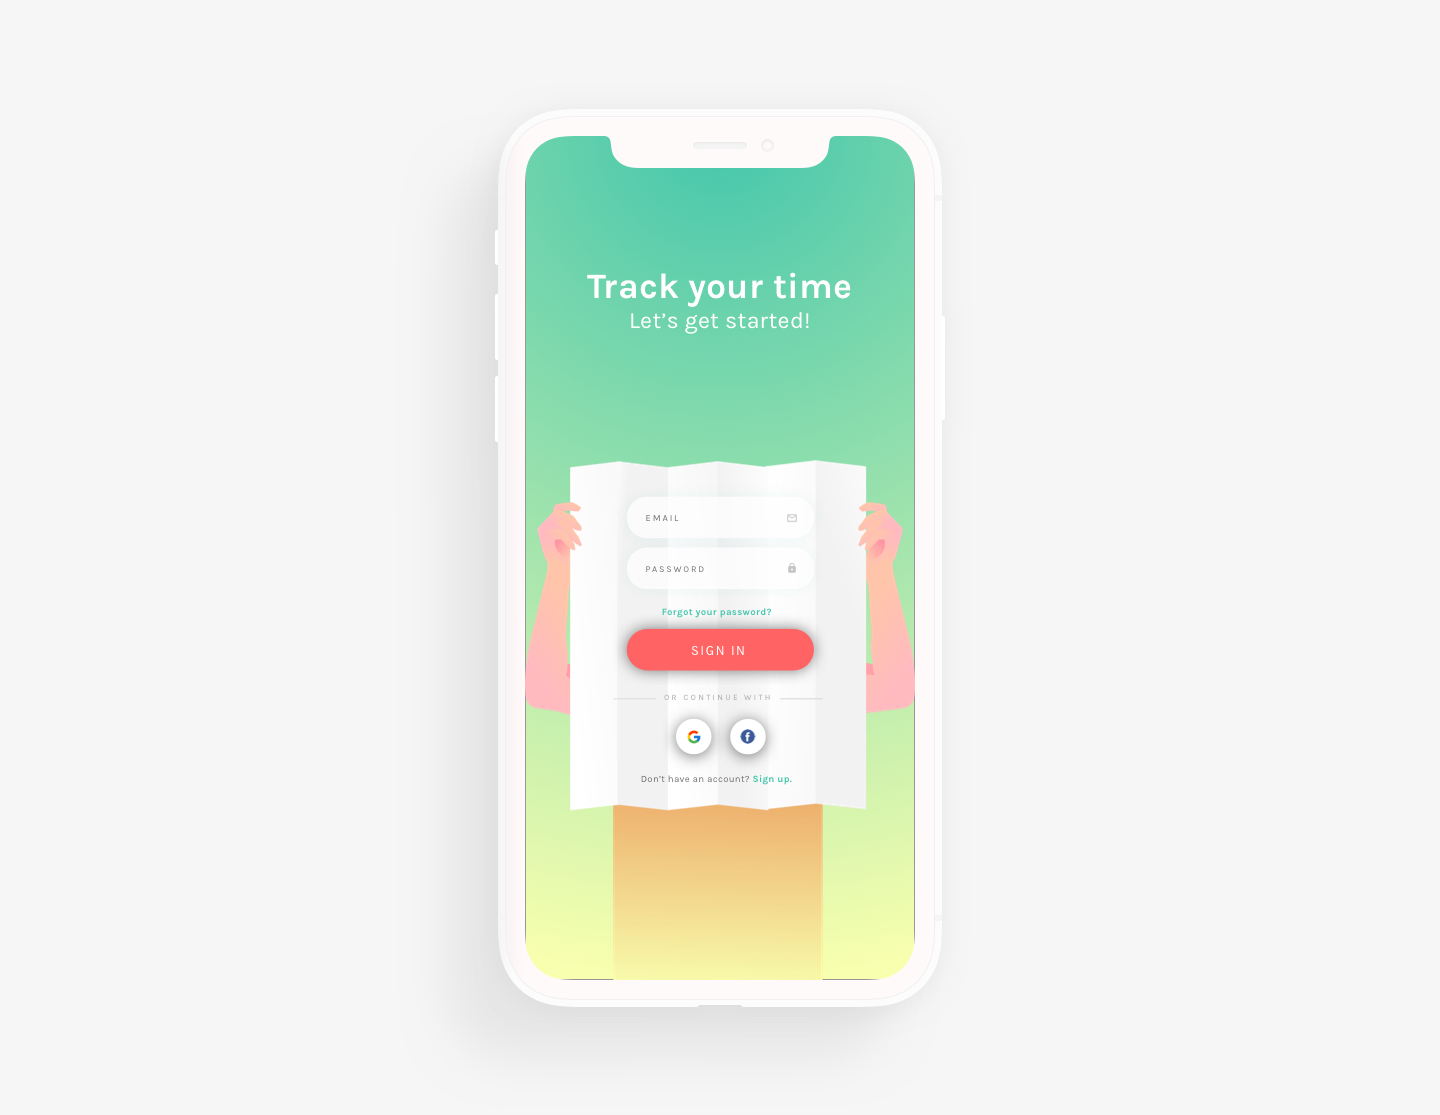 Track your time
Let’s get started!
EMAIL
PASSWORD
Forgot your password?
SIGN IN
OR CONTINUE WITH
Don’t have an account? Sign up.